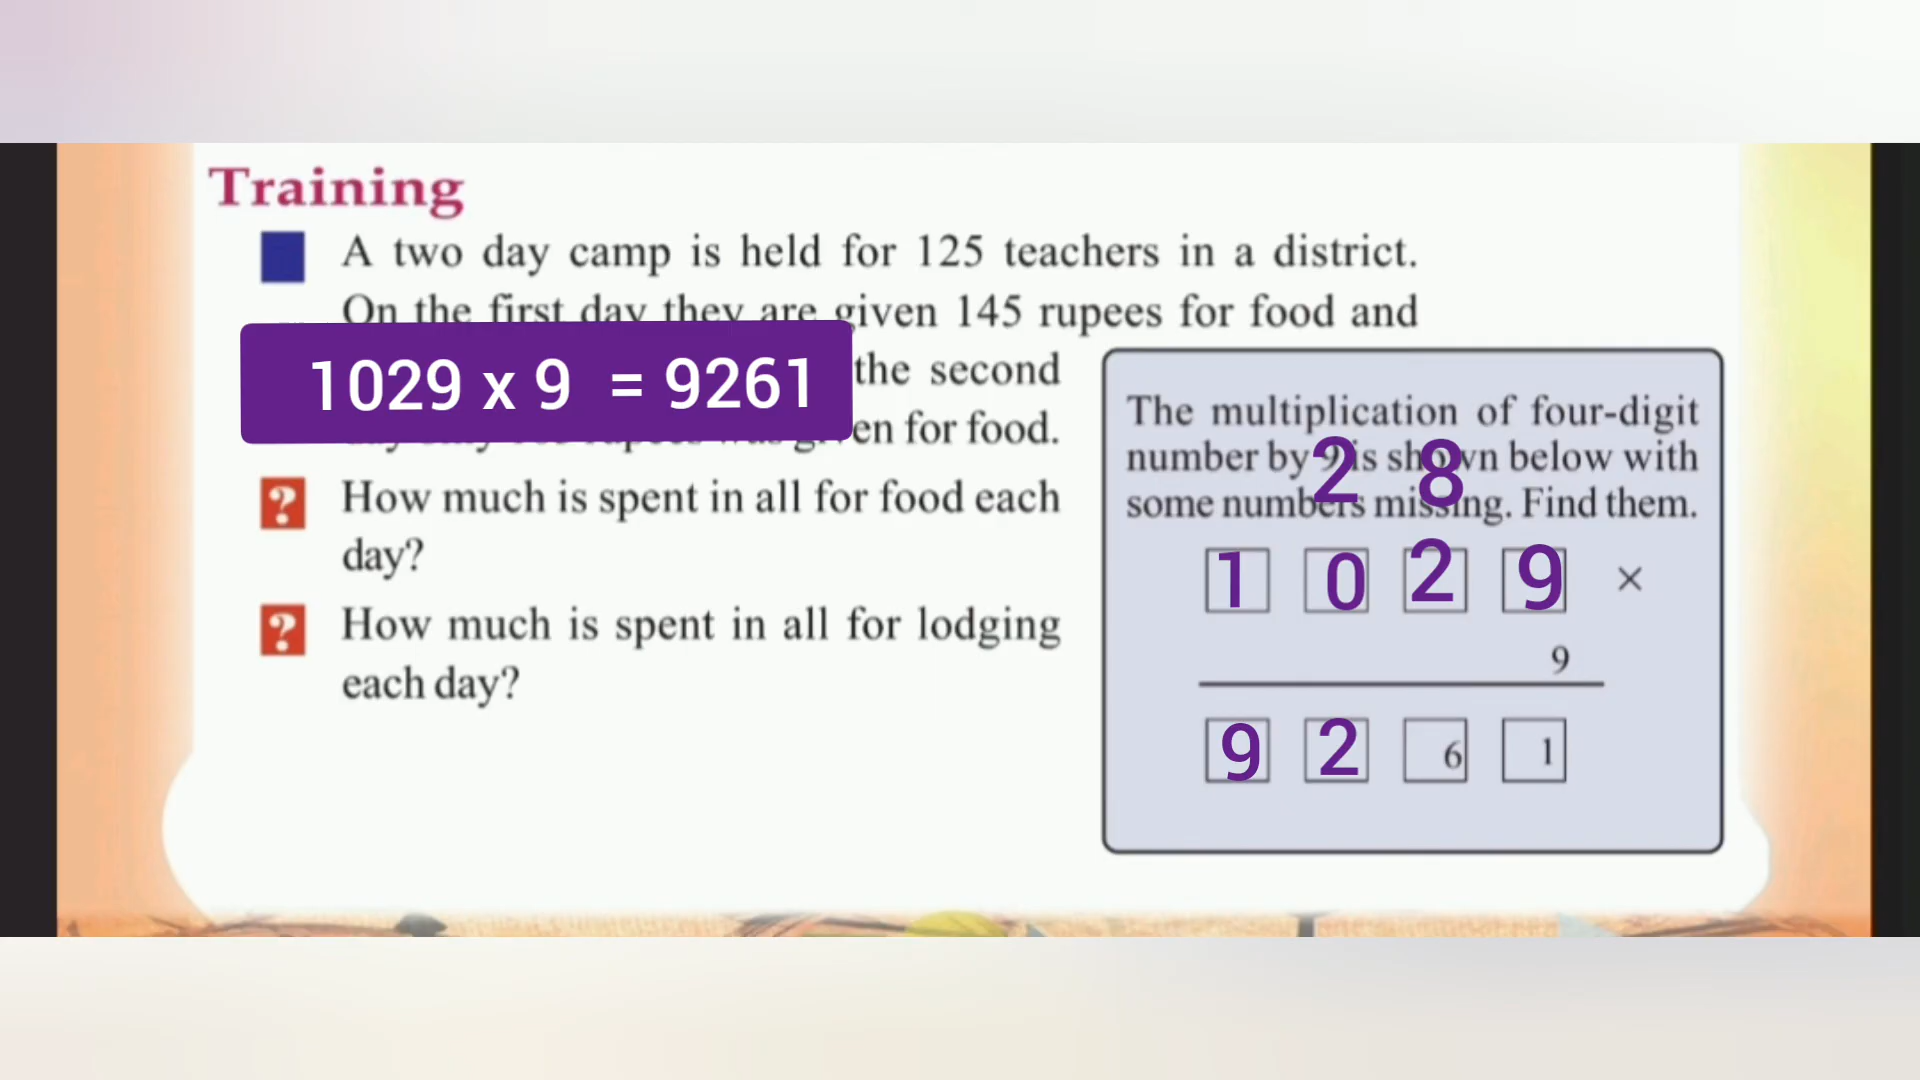 Training
A two day camp is held for 125 teachers in a district.
On the first day they are given 145 rupees for food and
1029 x 9 = 9261
the second
rupees was given for food.
How much is spent in all for food each
day?
How much is spent in all for lodging
each day?
The multiplication of four-digit
number by 9 is shown below with
some numbers missing. Find them.
2 8
1 0 2 9 ×
9
9 2 6 1